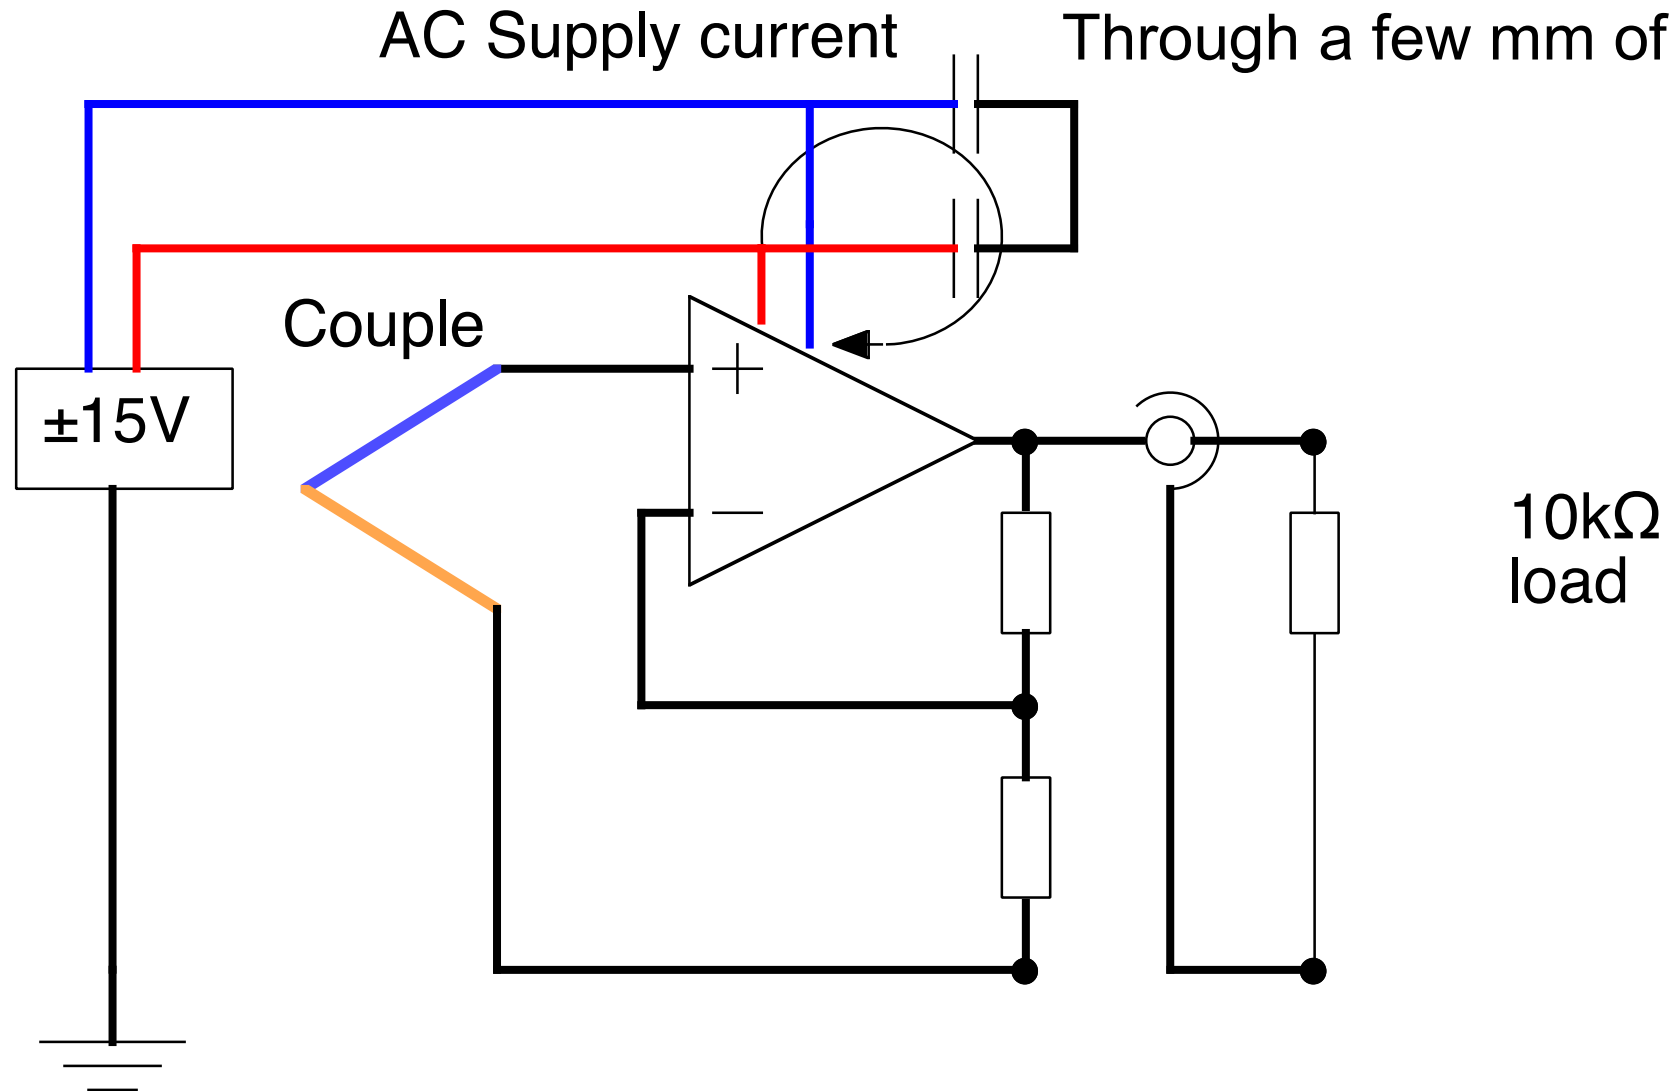 AC Supply current
Through a few mm of
Couple
±15V
10kΩ
load